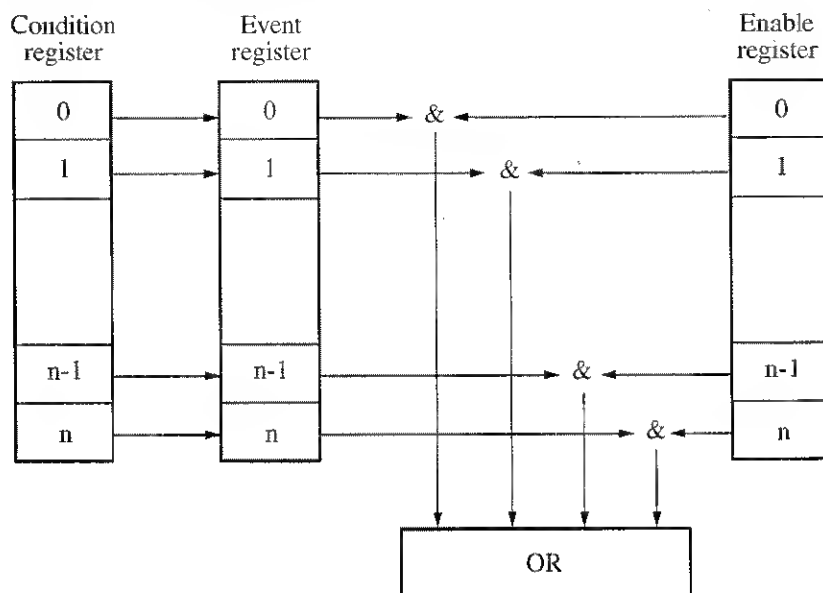 Condition register
Event register
Enable register
0
0
&
0
1
1
&
1
n-1
n-1
&
n-1
n
n
&
n
OR